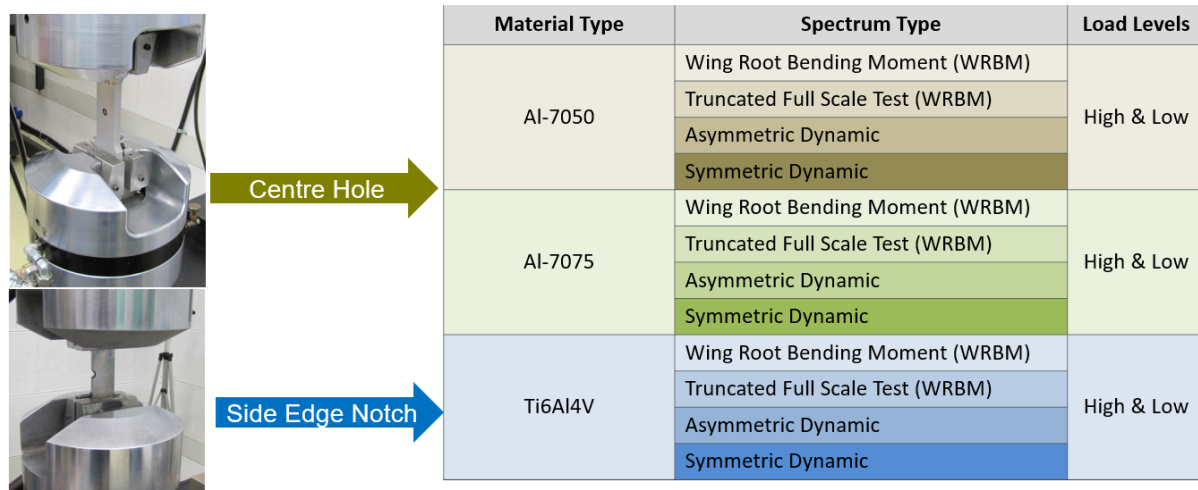 Material Type Spectrum Type Load Levels
Wing Root Bending Moment (WRBM)
Truncated Full Scale Test (WRBM)
Al-7050 High & Low
Asymmetric Dynamic
Symmetric Dynamic
Centre Hole
Wing Root Bending Moment (WRBM)
Truncated Full Scale Test (WRBM)
Al-7075 High & Low
Asymmetric Dynamic
Symmetric Dynamic
Wing Root Bending Moment (WRBM)
Truncated Full Scale Test (WRBM)
Ti6Al4V High & Low
Asymmetric Dynamic
Symmetric Dynamic
Side Edge Notch